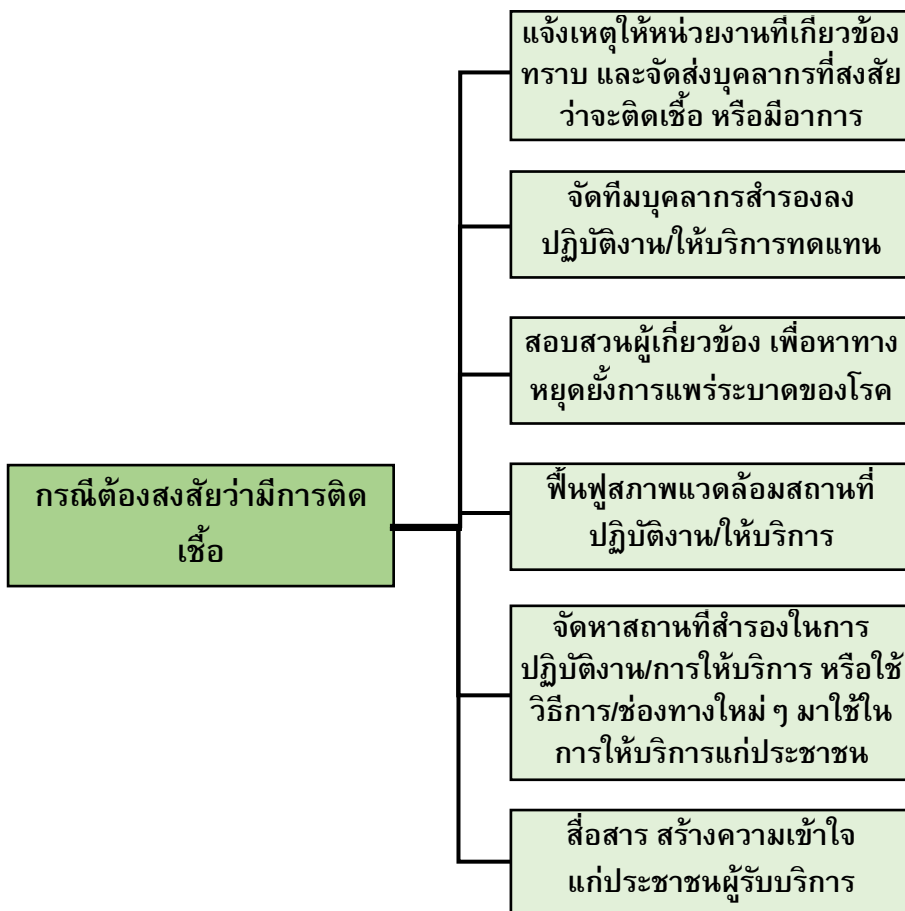 แจ้งเหตุให้หน่วยงานที่เกี่ยวข้อง
ทราบ และจัดส่งบุคลากรที่สงสัย
ว่าจะติดเชื้อ หรือมีอาการ
จัดทีมบุคลากรสำรองลง
ปฏิบัติงาน/ให้บริการทดแทน
สอบสวนผู้เกี่ยวข้อง เพื่อหาทาง
หยุดยั้งการแพร่ระบาดของโรค
กรณีต้องสงสัยว่ามีการติด
เชื้อ
ฟื้นฟูสภาพแวดล้อมสถานที่
ปฏิบัติงาน/ให้บริการ
จัดหาสถานที่สำรองในการ
ปฏิบัติงาน/การให้บริการ หรือใช้
วิธีการ/ช่องทางใหม่ ๆ มาใช้ใน
การให้บริการแก่ประชาชน
สื่อสาร สร้างความเข้าใจ
แก่ประชาชนผู้รับบริการ